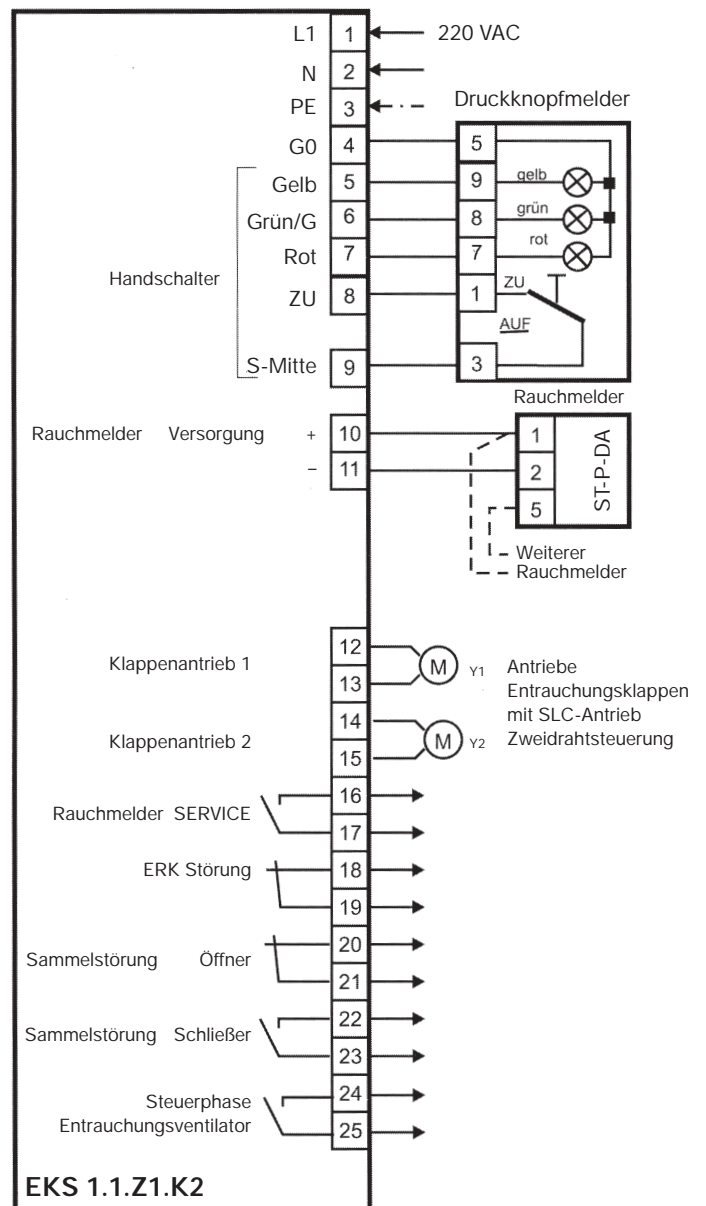 L1 1 220 VAC
N 2
PE 3 Druckknopfmelder
G0 4 5
Gelb 5 9 gelb
Grün/G 6 8 grün
Rot 7 7 rot
Handschalter
ZU 8 1 ZU
AUF
S-Mitte 9 3
Rauchmelder
Rauchmelder Versorgung + 10 1
– 11 2
5
ST-P-DA
Weiterer
Rauchmelder
12
Klappenantrieb 1 M Y1
13
Antriebe
Entrauchungsklappen
mit SLC-Antrieb
Zweidrahtsteuerung
14
Klappenantrieb 2 M Y2
15
16
Rauchmelder SERVICE
17
ERK Störung 18
19
20
Sammelstörung Öffner
21
22
Sammelstörung Schließer
23
24
Steuerphase
Entrauchungsventilator
25
EKS 1.1.Z1.K2